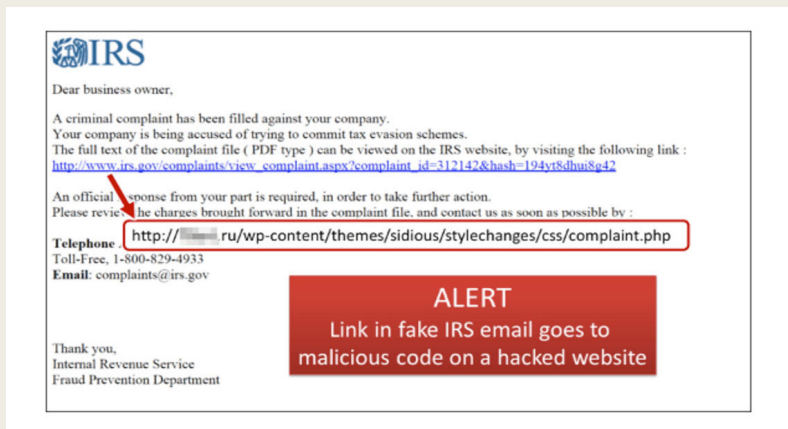 IRS
Dear business owner,
A criminal complaint has been filled against your company.
Your company is being accused of trying to commit tax evasion schemes.
The full text of the complaint file ( PDF type ) can be viewed on the IRS website, by visiting the following link :
http://www.irs.gov/complaints/view_complaint.aspx?complaint_id=312142&hash=194yt8dhui8g42
An official response from your part is required, in order to take further action.
Please review the charges brought forward in the complaint file, and contact us as soon as possible by :
http:// .ru/wp-content/themes/sidious/stylechanges/css/complaint.php
Telephone
Toll-Free, 1-800-829-4933
Email: complaints@irs.gov
ALERT
Link in fake IRS email goes to
malicious code on a hacked website
Thank you,
Internal Revenue Service
Fraud Prevention Department